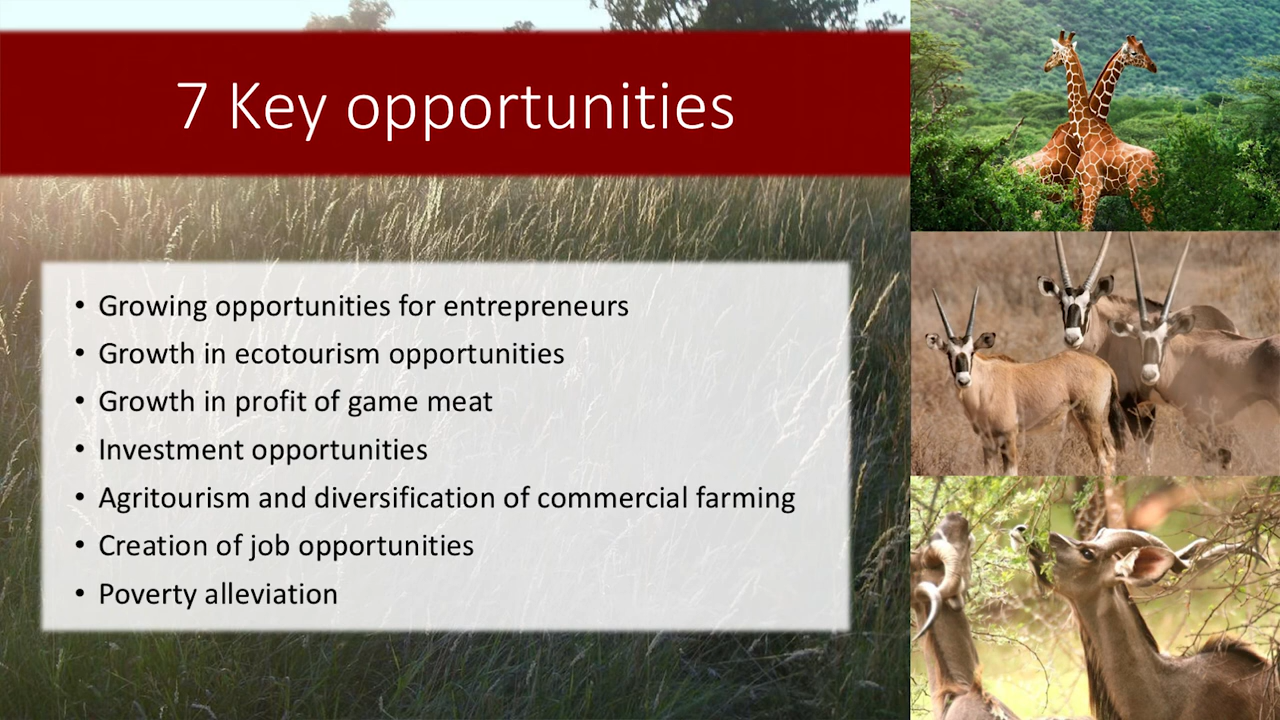 7 Key opportunities
• Growing opportunities for entrepreneurs
• Growth in ecotourism opportunities
• Growth in profit of game meat
• Investment opportunities
• Agritourism and diversification of commercial farming
• Creation of job opportunities
• Poverty alleviation